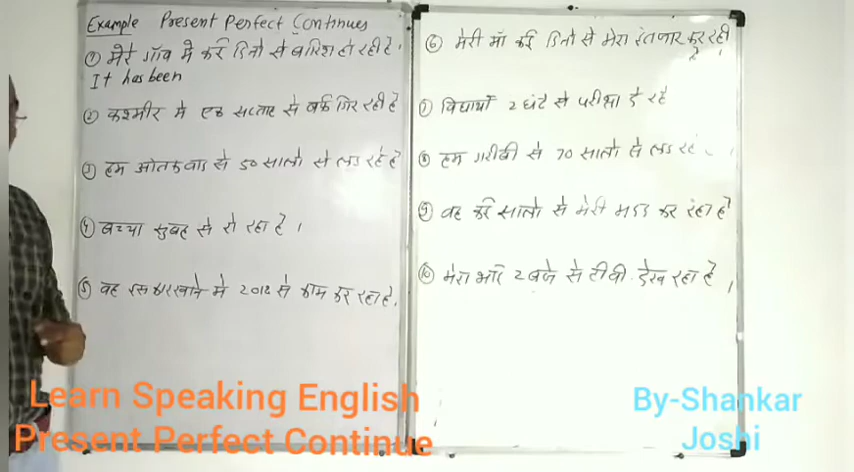 Example Present Perfect Continues
① मेरे गाँव मे कई दिनो से बारिश हो रही है ।
It has been
② कश्मीर मे एक सप्ताह से बर्फ गिर रही है
③ हम आंतकवाद से 50 सालो से लड रहे है
④ बच्चा सुबह से रो रहा है ।
⑤ वह इस कारखाने मे 2012 से काम कर रहा है.
⑥ मेरी माँ कई दिनो से मेरा इंतजार कर रही
है ।
⑦ विद्यार्थी 2 घंटे से परीक्षा दे रहे
⑧ हम गरीबी से 70 सालो से लड रहे ।
⑨ वह कई सालो से मेरी मदद कर रहा है
⑩ मेरा भाई 2 बजे से टीवी देख रहा है ।
Learn Speaking English
Present Perfect Continue
By-Shankar
Joshi